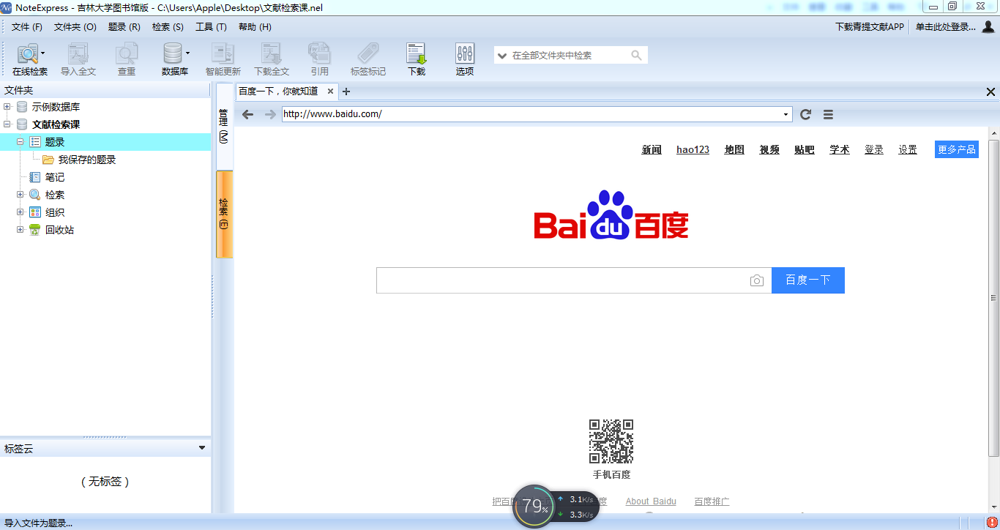 NoteExpress - 吉林大学图书馆版 - C:\Users\Apple\Desktop\文献检索课.nel
文件 (F) 文件夹 (O) 题录 (R) 检索 (S) 工具 (T) 帮助 (H) 下载青提文献APP 单击此处登录...
在线检索 导入全文 查重 数据库 智能更新 下载全文 引用 标签标记 下载 选项 在全部文件夹中检索
文件夹
示例数据库
文献检索课
题录
我保存的题录
笔记
检索
组织
回收站
标签云
( 无标签 )
管理 (M)
检索 (E)
百度一下，你就知道
http://www.baidu.com/
新闻 hao123 地图 视频 贴吧 学术 登录 设置 更多产品
Bai du 百度
百度一下
手机百度
把百度 度 About Baidu 百度推广
79% 3.1K/s
3.3K/s
导入文件为题录...